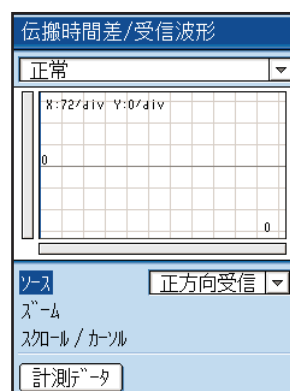 伝搬時間差/受信波形
正常
X:72/div Y:0/div
0
0
ソース 正方向受信
ズーム
スクロール / カーソル
計測データ